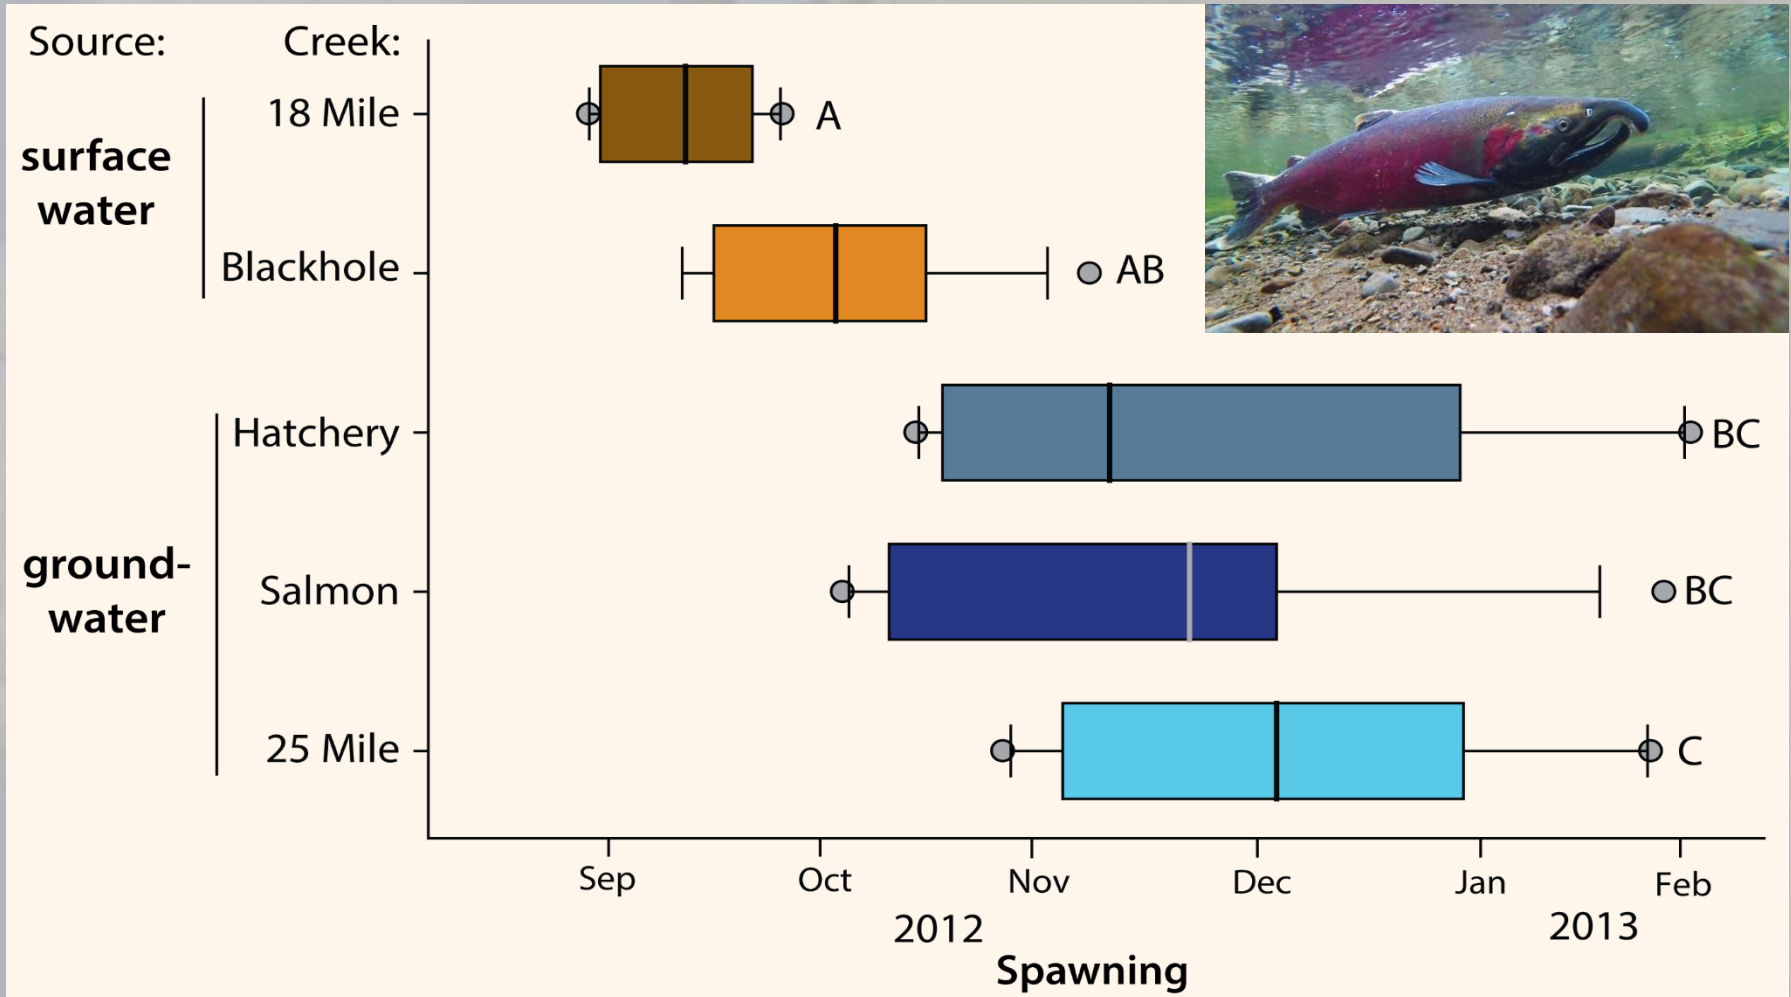 Source: Creek:
18 Mile A
surface
water
Blackhole AB
Hatchery BC
ground-
water
Salmon BC
25 Mile C
Sep Oct Nov Dec Jan Feb
2012 2013
Spawning